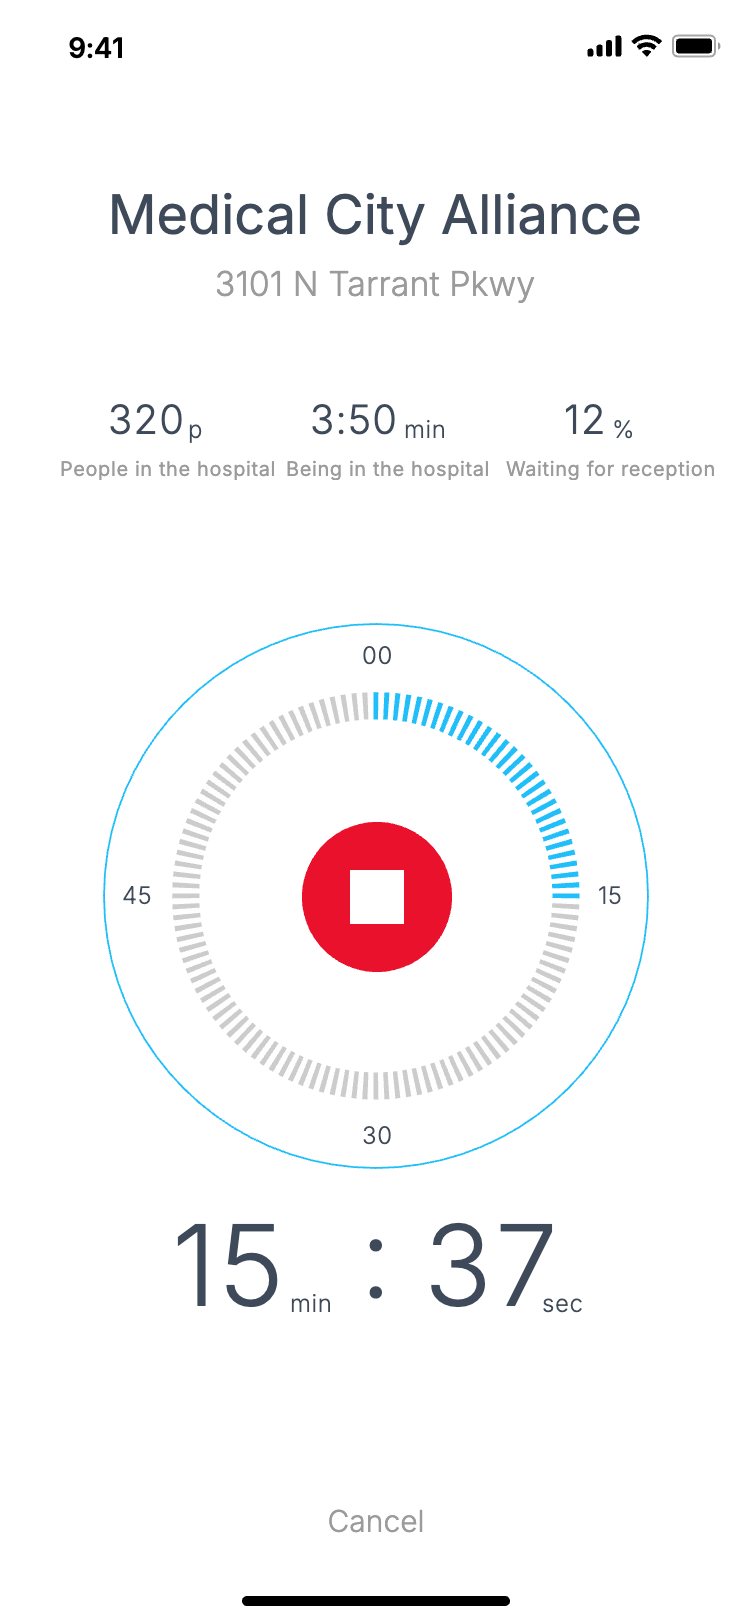 9:41
Medical City Alliance
3101 N Tarrant Pkwy
320 p 3:50 min 12 %
People in the hospital Being in the hospital Waiting for reception
00
45 15
30
15 min : 37 sec
Cancel